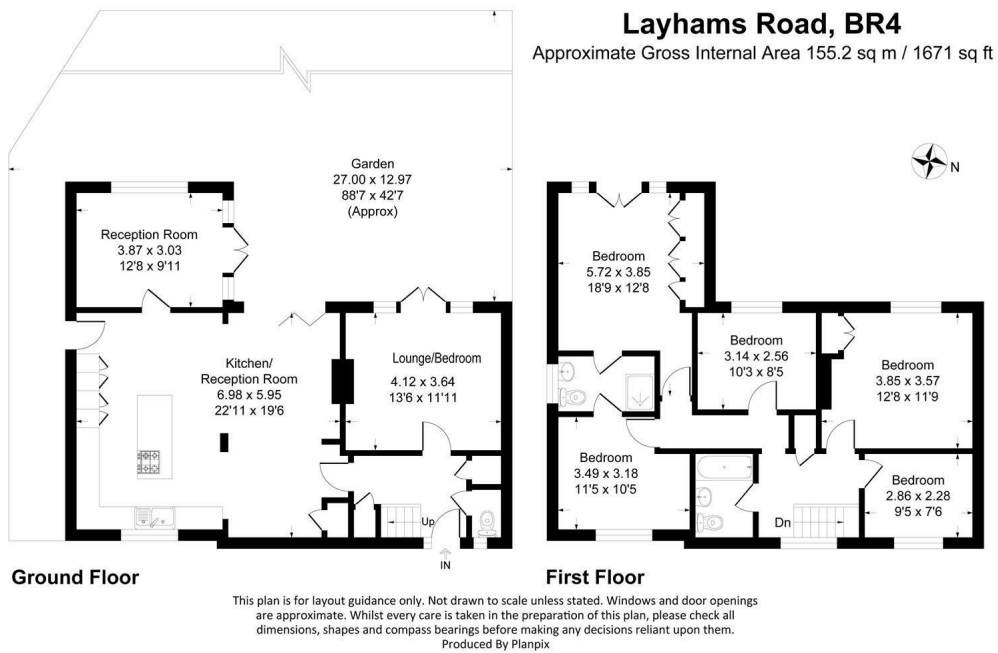 Layhams Road, BR4
Approximate Gross Internal Area 155.2 sq m / 1671 sq ft
N
Garden
27.00 x 12.97
88'7 x 42'7
(Approx)
Reception Room
3.87 x 3.03
12'8 x 9'11
Kitchen/
Reception Room
6.98 x 5.95
22'11 x 19'6
Lounge/Bedroom
4.12 x 3.64
13'6 x 11'11
Up
IN
Ground Floor
Bedroom
5.72 x 3.85
18'9 x 12'8
Bedroom
3.14 x 2.56
10'3 x 8'5
Bedroom
3.85 x 3.57
12'8 x 11'9
Bedroom
3.49 x 3.18
11'5 x 10'5
Bedroom
2.86 x 2.28
9'5 x 7'6
Dn
First Floor
This plan is for layout guidance only. Not drawn to scale unless stated. Windows and door openings
are approximate. Whilst every care is taken in the preparation of this plan, please check all
dimensions, shapes and compass bearings before making any decisions reliant upon them.
Produced By Planpix